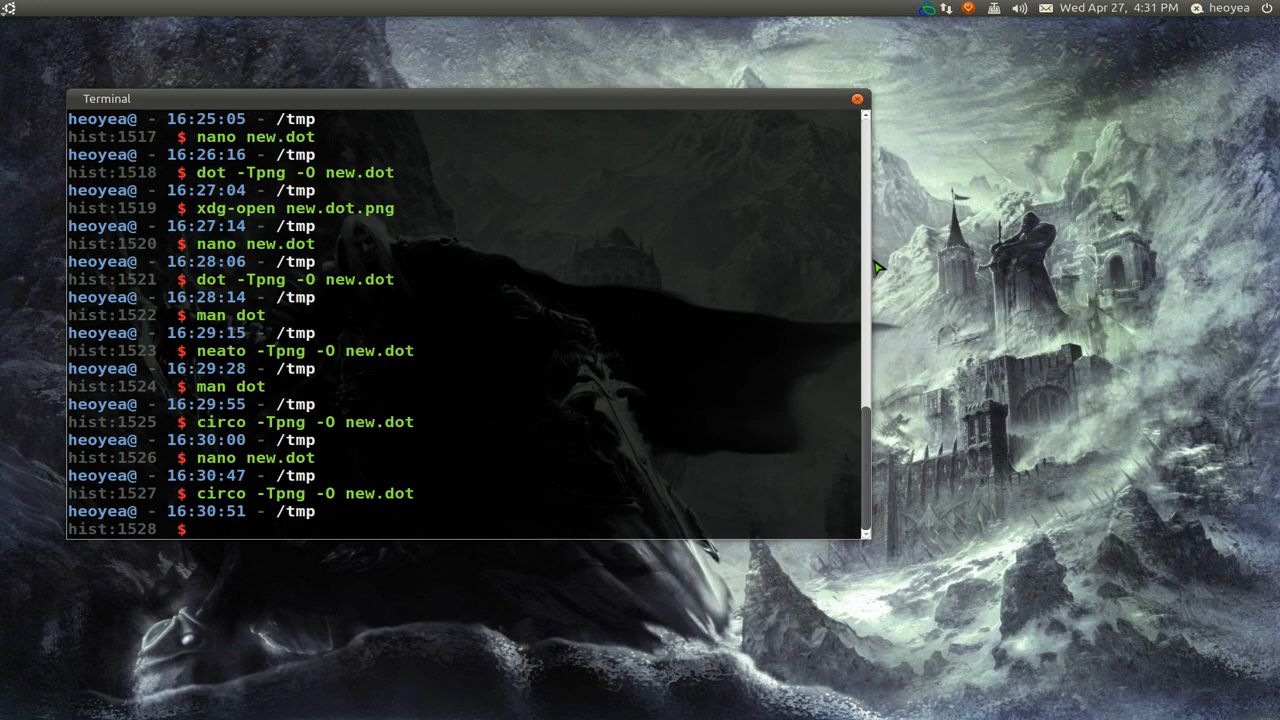 Wed Apr 27, 4:31 PM heoyea
Terminal
heoyea@ - 16:25:05 - /tmp
hist:1517 $ nano new.dot
heoyea@ - 16:26:16 - /tmp
hist:1518 $ dot -Tpng -O new.dot
heoyea@ - 16:27:04 - /tmp
hist:1519 $ xdg-open new.dot.png
heoyea@ - 16:27:14 - /tmp
hist:1520 $ nano new.dot
heoyea@ - 16:28:06 - /tmp
hist:1521 $ dot -Tpng -O new.dot
heoyea@ - 16:28:14 - /tmp
hist:1522 $ man dot
heoyea@ - 16:29:15 - /tmp
hist:1523 $ neato -Tpng -O new.dot
heoyea@ - 16:29:28 - /tmp
hist:1524 $ man dot
heoyea@ - 16:29:55 - /tmp
hist:1525 $ circo -Tpng -O new.dot
heoyea@ - 16:30:00 - /tmp
hist:1526 $ nano new.dot
heoyea@ - 16:30:47 - /tmp
hist:1527 $ circo -Tpng -O new.dot
heoyea@ - 16:30:51 - /tmp
hist:1528 $